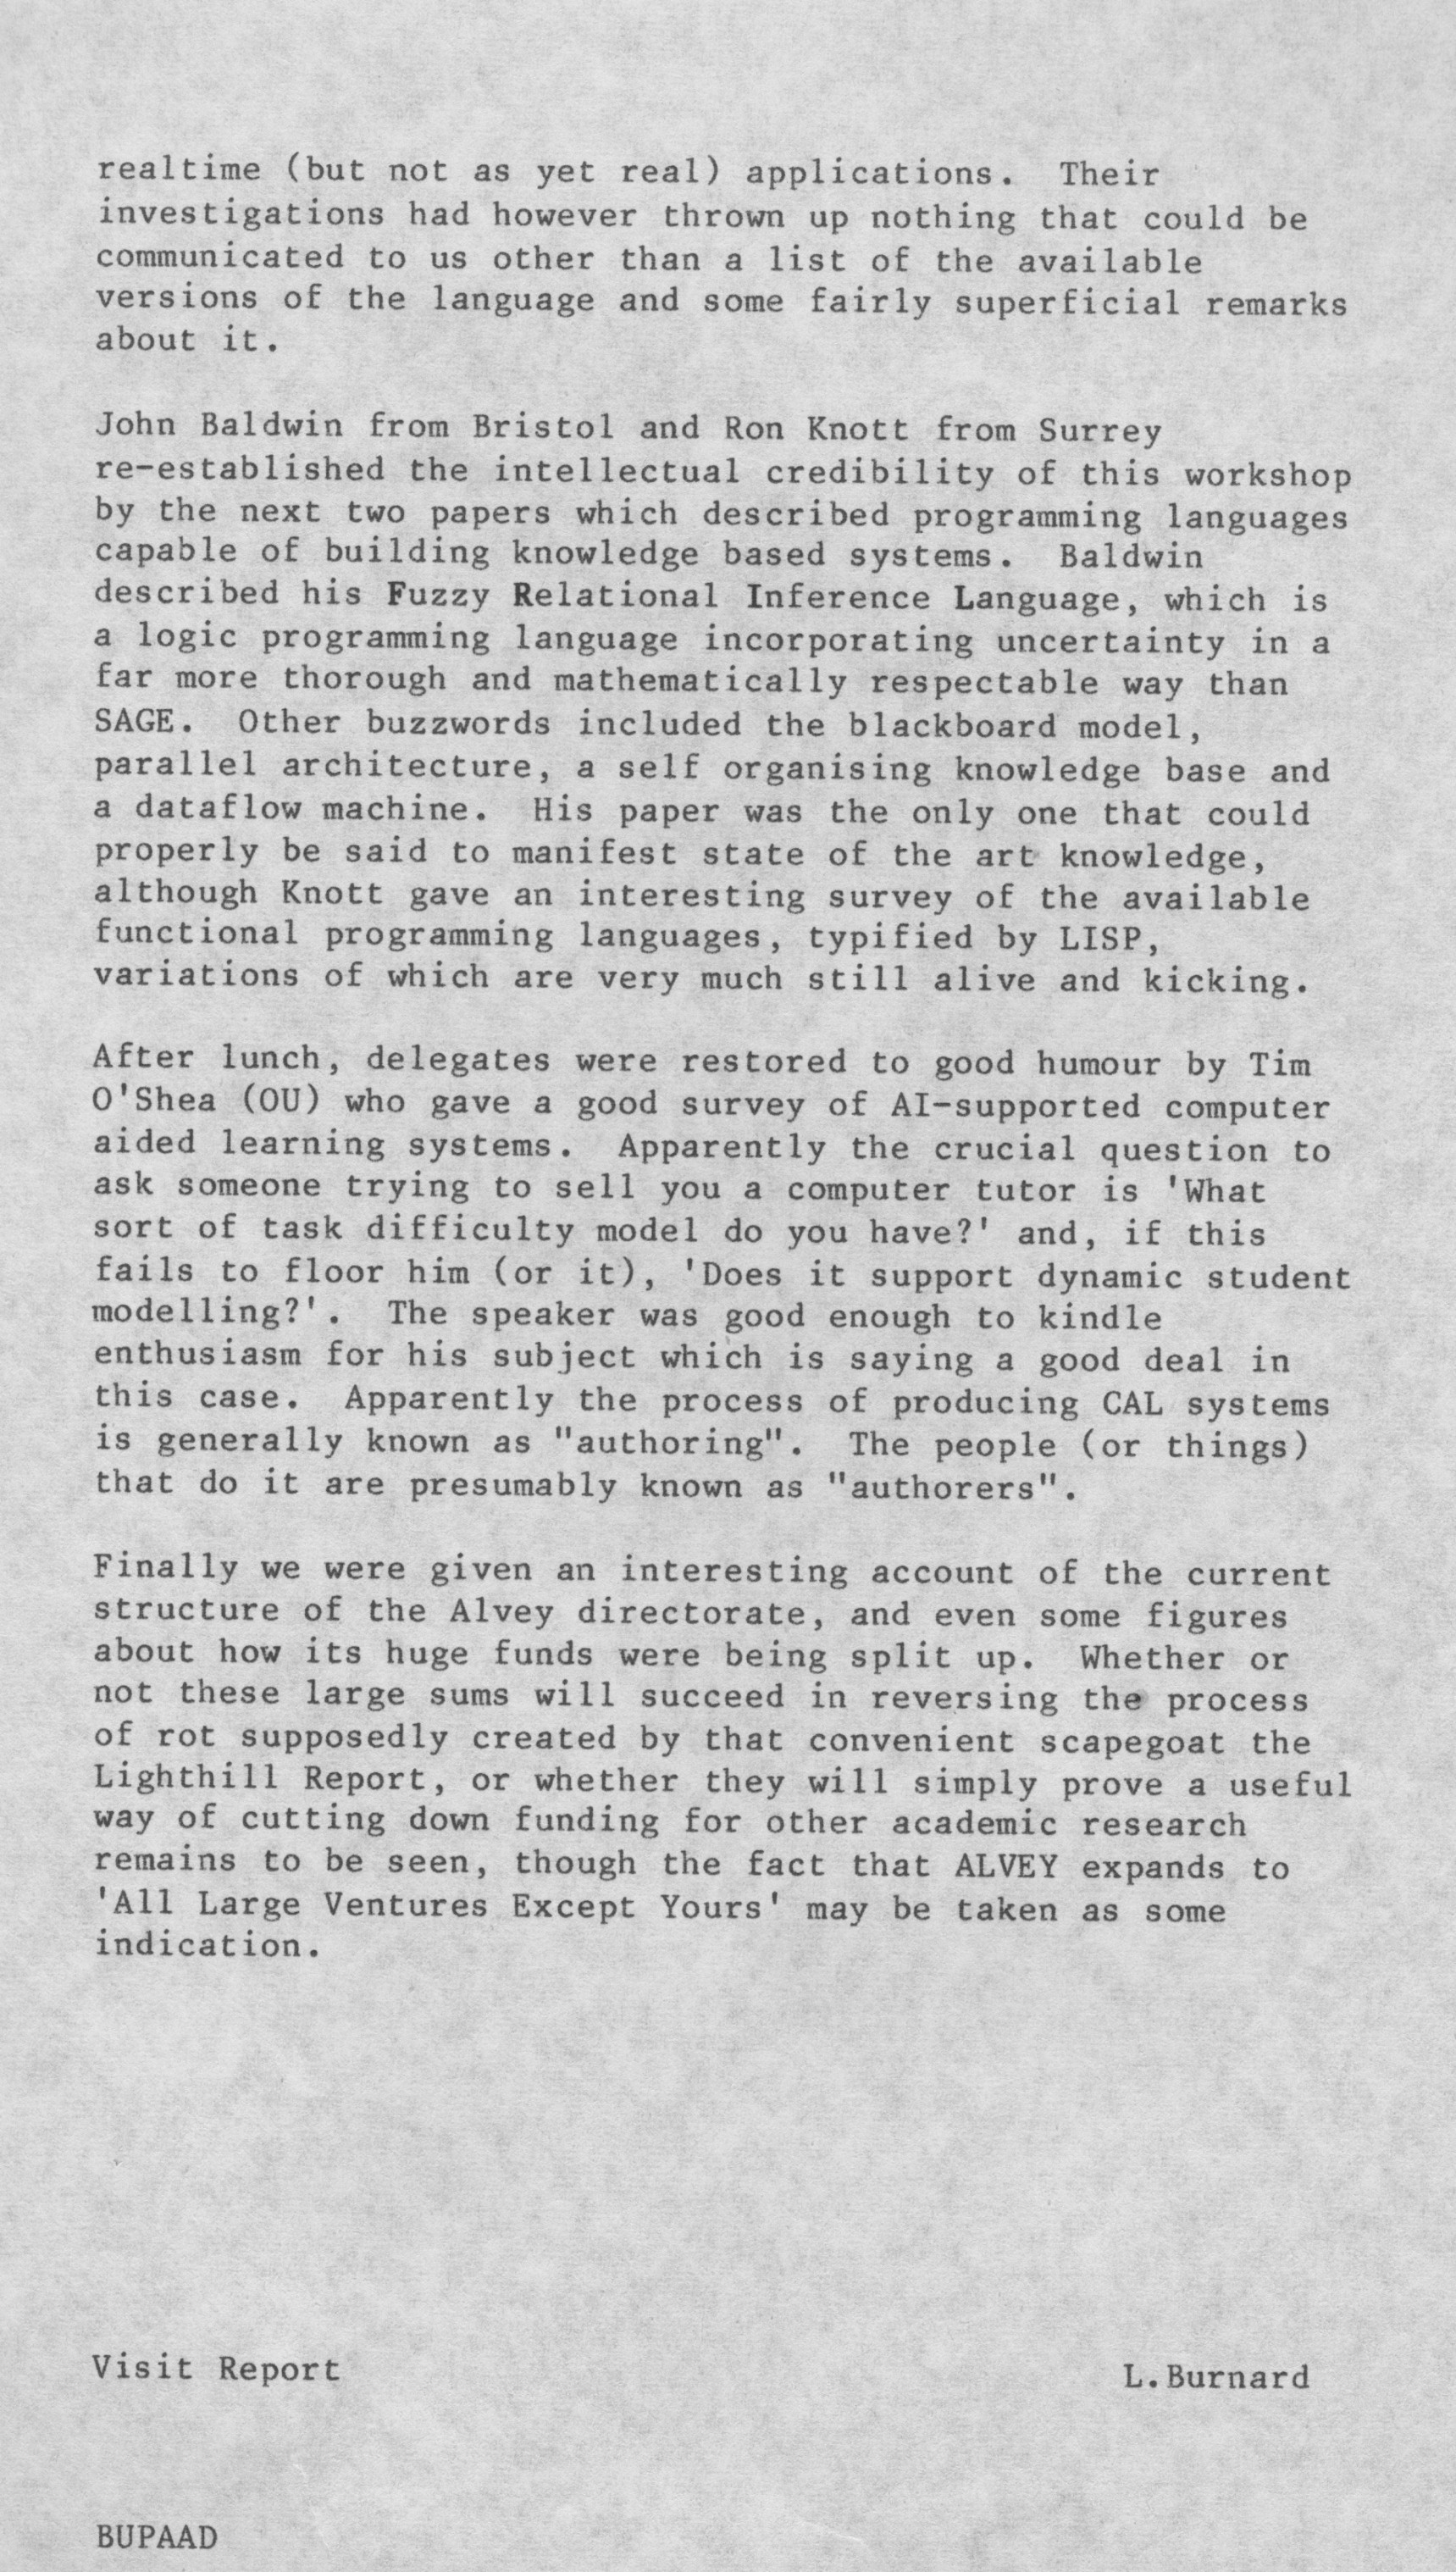 realtime (but not as yet real) applications.  Their
investigations had however thrown up nothing that could be
communicated to us other than a list of the available
versions of the language and some fairly superficial remarks
about it.

John Baldwin from Bristol and Ron Knott from Surrey
re-established the intellectual credibility of this workshop
by the next two papers which described programming languages
capable of building knowledge based systems.  Baldwin
described his Fuzzy Relational Inference Language, which is
a logic programming language incorporating uncertainty in a
far more thorough and mathematically respectable way than
SAGE.  Other buzzwords included the blackboard model,
parallel architecture, a self organising knowledge base and
a dataflow machine.  His paper was the only one that could
properly be said to manifest state of the art knowledge,
although Knott gave an interesting survey of the available
functional programming languages, typified by LISP,
variations of which are very much still alive and kicking.

After lunch, delegates were restored to good humour by Tim
O'Shea (OU) who gave a good survey of AI-supported computer
aided learning systems.  Apparently the crucial question to
ask someone trying to sell you a computer tutor is 'What
sort of task difficulty model do you have?' and, if this
fails to floor him (or it), 'Does it support dynamic student
modelling?'.  The speaker was good enough to kindle
enthusiasm for his subject which is saying a good deal in
this case.  Apparently the process of producing CAL systems
is generally known as "authoring".  The people (or things)
that do it are presumably known as "authorers".

Finally we were given an interesting account of the current
structure of the Alvey directorate, and even some figures
about how its huge funds were being split up.  Whether or
not these large sums will succeed in reversing the process
of rot supposedly created by that convenient scapegoat the
Lighthill Report, or whether they will simply prove a useful
way of cutting down funding for other academic research
remains to be seen, though the fact that ALVEY expands to
'All Large Ventures Except Yours' may be taken as some
indication.

Visit Report L.Burnard

BUPAAD